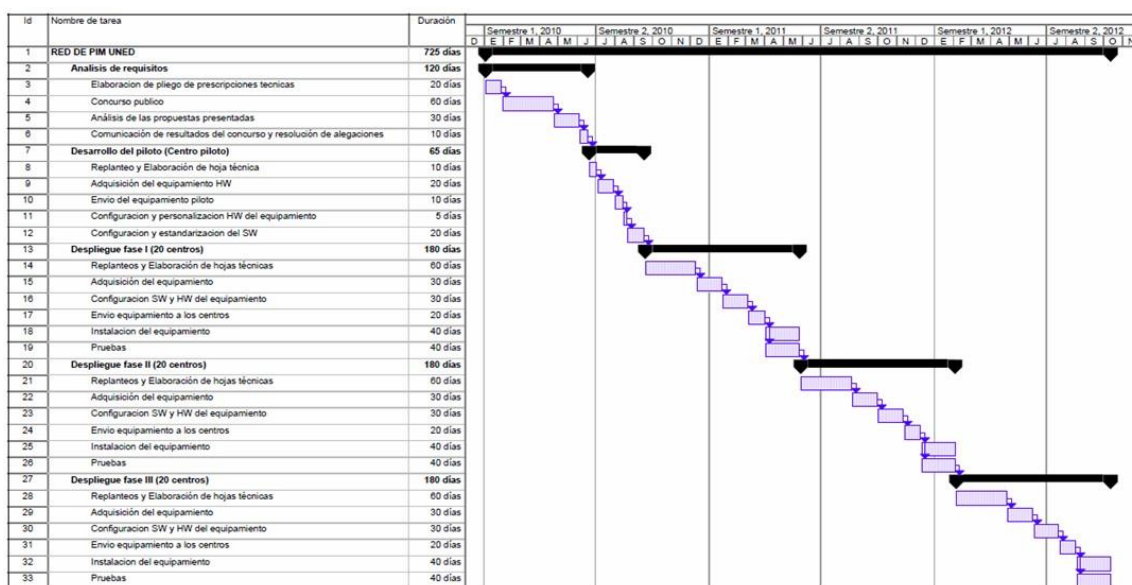 Id Nombre de tarea Duración
Semestre 1, 2010 Semestre 2, 2010 Semestre 1, 2011 Semestre 2, 2011 Semestre 1, 2012 Semestre 2, 2012
D E F M A M J J A S O N D E F M A M J J A S O N D E F M A M J J A S O N
1 RED DE PIM UNED 725 días
2 Analisis de requisitos 120 días
3 Elaboracion de pliego de prescripciones tecnicas 20 días
4 Concurso publico 60 días
5 Análisis de las propuestas presentadas 30 días
6 Comunicación de resultados del concurso y resolución de alegaciones 10 días
7 Desarrollo del piloto (Centro piloto) 65 días
8 Replanteo y Elaboración de hoja técnica 10 días
9 Adquisición del equipamiento HW 20 días
10 Envio del equipamiento piloto 10 días
11 Configuracion y personalizacion HW del equipamiento 5 días
12 Configuración y estandarizacion del SW 20 días
13 Despliegue fase I (20 centros) 180 días
14 Replanteos y Elaboración de hojas técnicas 60 días
15 Adquisición del equipamiento 30 días
16 Configuracion SW y HW del equipamiento 30 días
17 Envio equipamiento a los centros 20 días
18 Instalacion del equipamiento 40 días
19 Pruebas 40 días
20 Despliegue fase II (20 centros) 180 días
21 Replanteos y Elaboración de hojas técnicas 60 días
22 Adquisición del equipamiento 30 días
23 Configuracion SW y HW del equipamiento 30 días
24 Envio equipamiento a los centros 20 días
25 Instalacion del equipamiento 40 días
26 Pruebas 40 días
27 Despliegue fase III (20 centros) 180 días
28 Replanteos y Elaboración de hojas técnicas 60 días
29 Adquisición del equipamiento 30 días
30 Configuracion SW y HW del equipamiento 30 días
31 Envio equipamiento a los centros 20 días
32 Instalacion del equipamiento 40 días
33 Pruebas 40 días